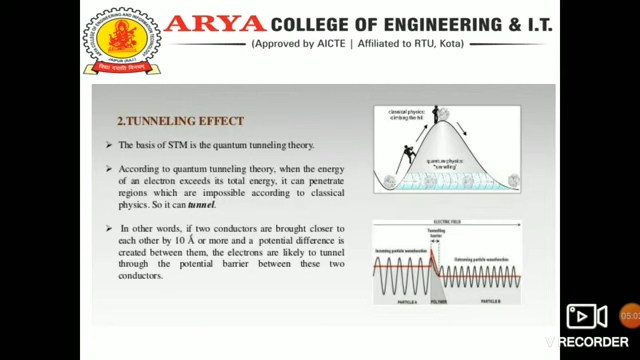 ARYA COLLEGE OF ENGINEERING & I.T.
(Approved by AICTE | Affiliated to RTU, Kota)
2.TUNNELING EFFECT
➢ The basis of STM is the quantum tunneling theory.
➢ According to quantum tunneling theory, when the energy
of an electron exceeds its total energy, it can penetrate
regions which are impossible according to classical
physics. So it can tunnel.
➢ In other words, if two conductors are brought closer to
each other by 10 Å or more and a potential difference is
created between them, the electrons are likely to tunnel
through the potential barrier between these two
conductors.
classical physics:
climbing the hill
quantum physics:
"tunneling"
ELECTRIC FIELD
Tunneling
barrier
Incoming particle wavefunction
Outcoming particle wavefunction
PARTICLE A
POLYMER
PARTICLE B
05:03
V RECORDER